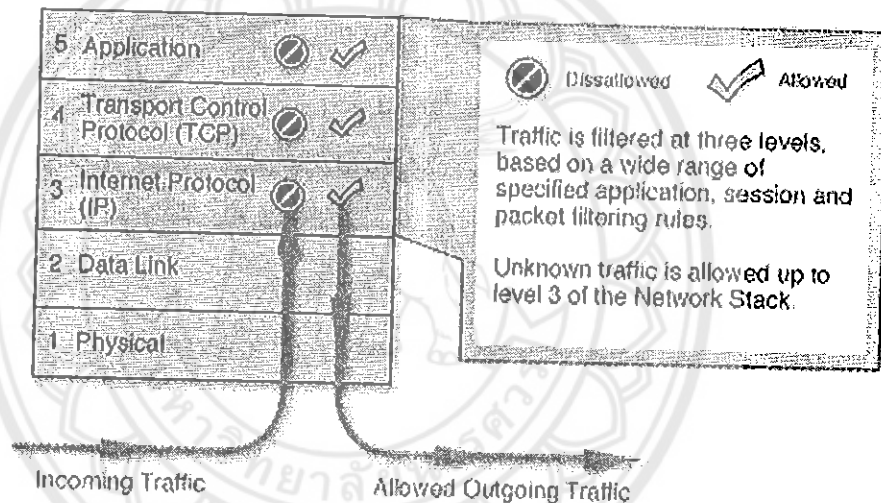 5 Application
4 Transport Control
Protocol (TCP)
3 Internet Protocol
(IP)
2 Data Link
1 Physical
Dissallowed
Allowed
Traffic is filtered at three levels,
based on a wide range of
specified application, session and
packet filtering rules.
Unknown traffic is allowed up to
level 3 of the Network Stack.
Incoming Traffic
Allowed Outgoing Traffic